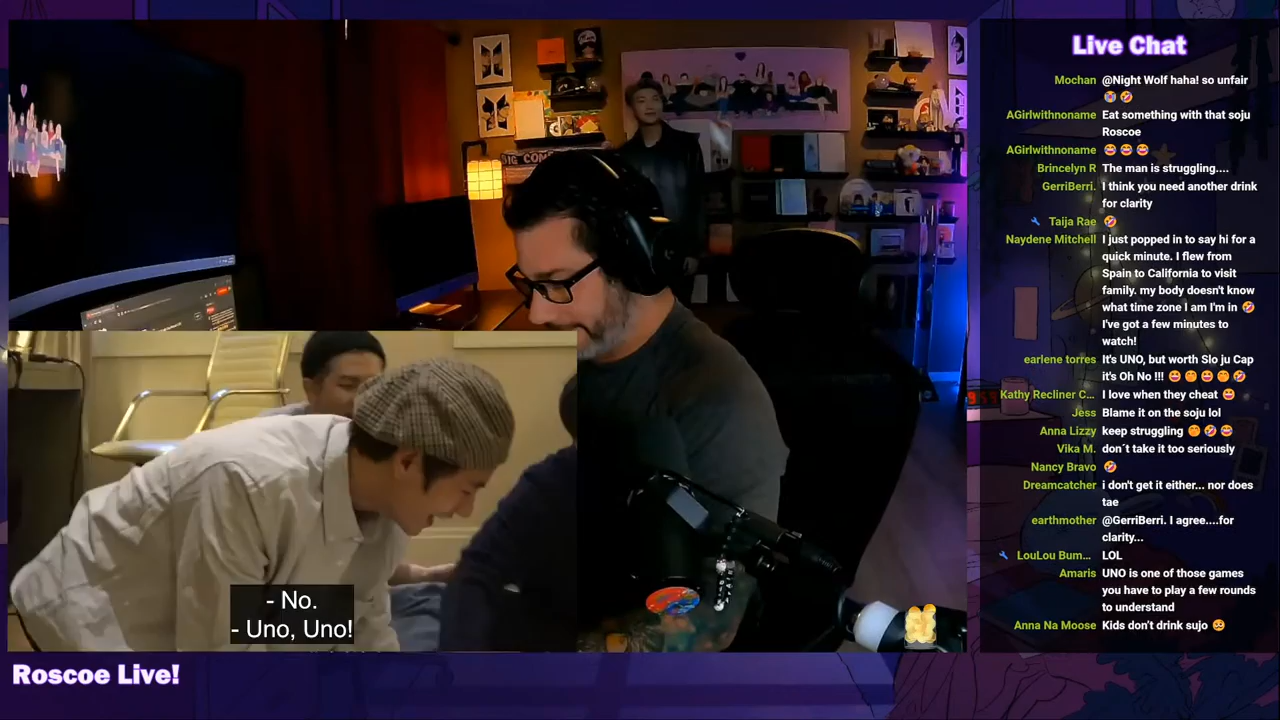 Live Chat
Mochan @Night Wolf haha! so unfair
😭 🤣
AGirlwithnoname Eat something with that soju
Roscoe
AGirlwithnoname 😂 😂 😂
Brincelyn R The man is struggling....
GerriBerri. I think you need another drink
for clarity
Taija Rae 🤣
Naydene Mitchell I just popped in to say hi for a
quick minute. I flew from
Spain to California to visit
family. my body doesn't know
what time zone I am I'm in 🤣
I've got a few minutes to
watch!
earlene torres It's UNO, but worth Slo ju Cap
it's Oh No !!! 😆 🤭 😆 🤭 🤣
Kathy Recliner C... I love when they cheat 😆
Jess Blame it on the soju lol
Anna Lizzy keep struggling 🤭 🤣 😂
Vika M. don´t take it too seriously
Nancy Bravo 🤣
Dreamcatcher i don't get it either... nor does
tae
earthmother @GerriBerri. I agree....for
clarity...
LouLou Bum... LOL
Amaris UNO is one of those games
you have to play a few rounds
to understand
Anna Na Moose Kids don't drink sujo 🥴
BIG CON
- No.
- Uno, Uno!
Roscoe Live!